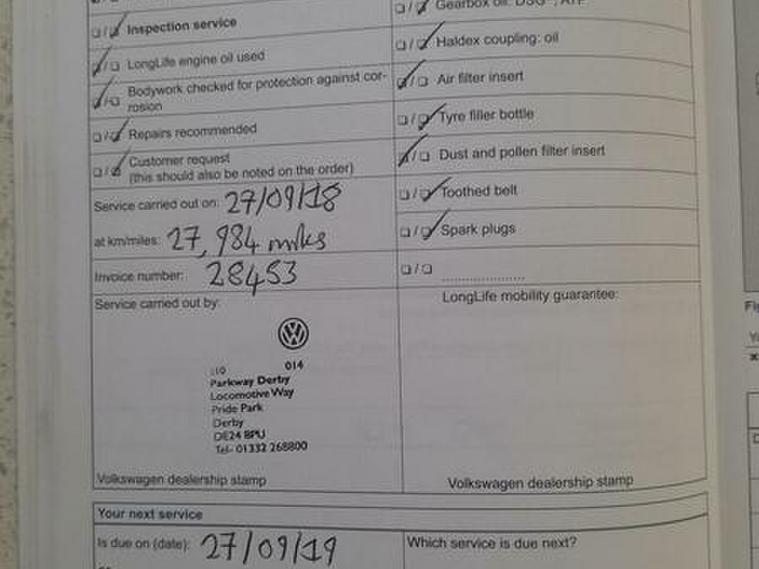 Inspection service
LongLife engine oil used
Bodywork checked for protection against cor-
rosion
Repairs recommended
Customer request
(this should also be noted on the order)
Service carried out on: 27/09/18
at km/miles: 27,984 miles
Invoice number: 28453
Service carried out by:
014
Parkway Derby
Locomotive Way
Pride Park
Derby
DE24 8PU
Tel- 01332 268800
Volkswagen dealership stamp
Gearbox oil: DSG
Haldex coupling: oil
Air filter insert
Tyre filler bottle
Dust and pollen filter insert
Toothed belt
Spark plugs
LongLife mobility guarantee:
Volkswagen dealership stamp
Your next service
Is due on (date): 27/09/19
Which service is due next?